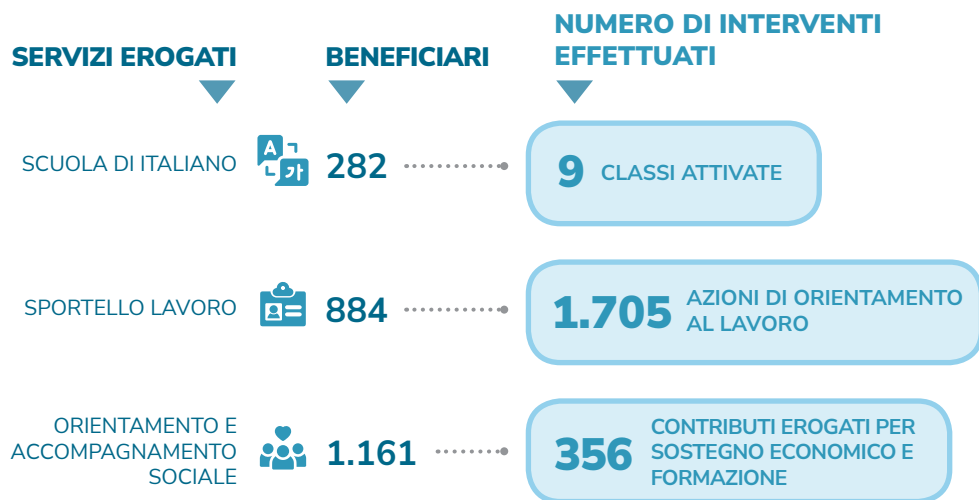 SERVIZI EROGATI
BENEFICIARI
NUMERO DI INTERVENTI
EFFETTUATI
SCUOLA DI ITALIANO
A
가
282
9 CLASSI ATTIVATE
SPORTELLO LAVORO
884
1.705 AZIONI DI ORIENTAMENTO
AL LAVORO
ORIENTAMENTO E
ACCOMPAGNAMENTO
SOCIALE
1.161
356 CONTRIBUTI EROGATI PER
SOSTEGNO ECONOMICO E
FORMAZIONE